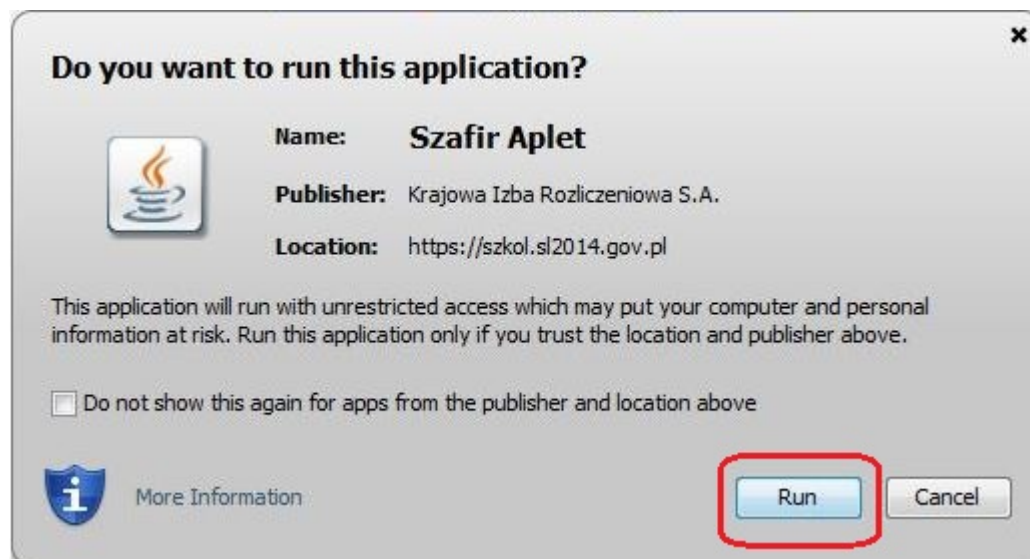 Do you want to run this application?
Name: Szafir Aplet
Publisher: Krajowa Izba Rozliczeniowa S.A.
Location: https://szkol.sl2014.gov.pl
This application will run with unrestricted access which may put your computer and personal
information at risk. Run this application only if you trust the location and publisher above.
Do not show this again for apps from the publisher and location above
More Information
Run Cancel